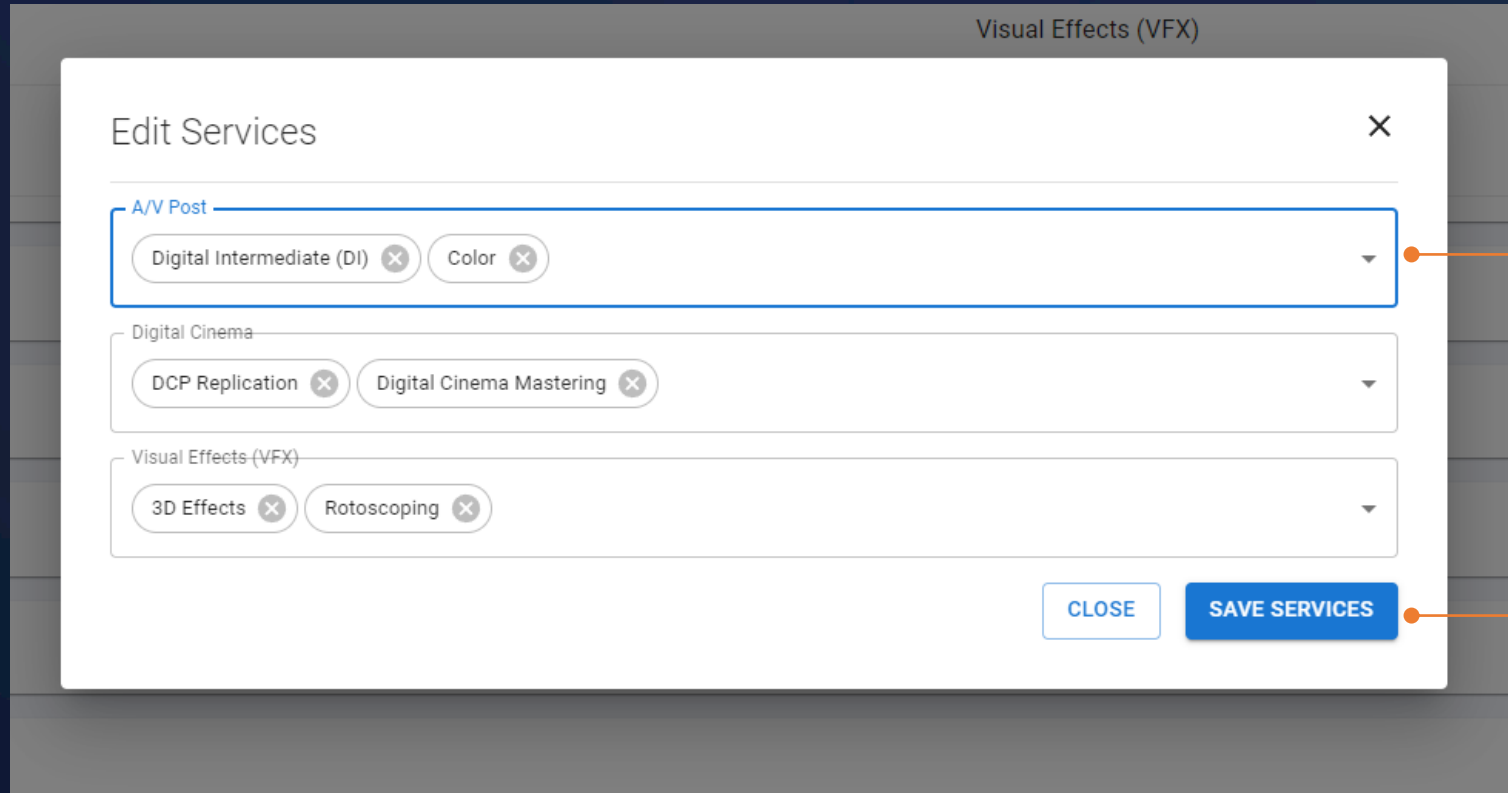 Visual Effects (VFX)
Edit Services
A/V Post
Digital Intermediate (DI) Color
Digital Cinema
DCP Replication Digital Cinema Mastering
Visual Effects (VFX)
3D Effects Rotoscoping
CLOSE SAVE SERVICES